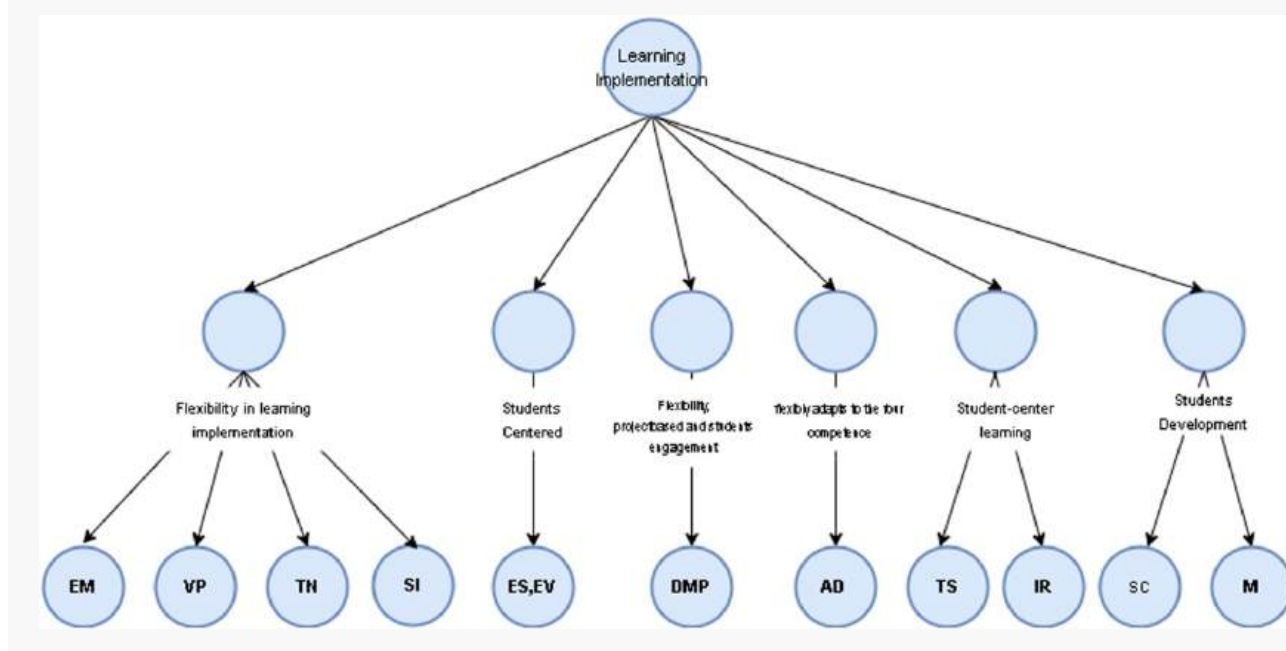 Learning
Implementation
Flexibility in learning
implementation
Students
Centered
Flexibility,
projectbased and students
engagement
flexibly adapts to the four
competence
Student-center
learning
Students
Development
EM
VP
TN
SI
ES,EV
DMP
AD
TS
IR
SC
M